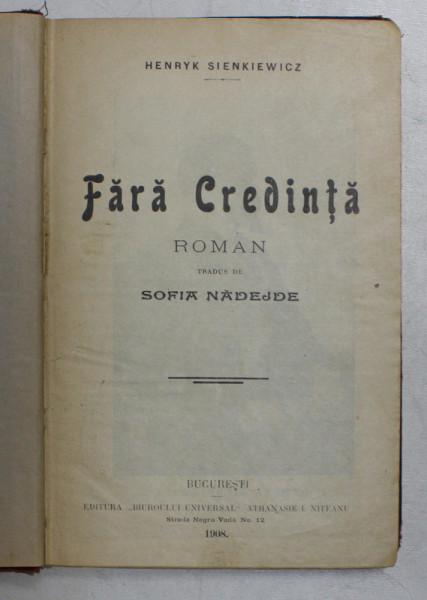 HENRYK SIENKIEWICZ
Fără Credință
ROMAN
TRADUS DE
SOFIA NĂDEJDE
BUCUREȘTI
EDITURA „BIUROULUI UNIVERSAL“ ATHANASIE I. NIȚEANU
Strada Negru Vodă No. 12
1908.